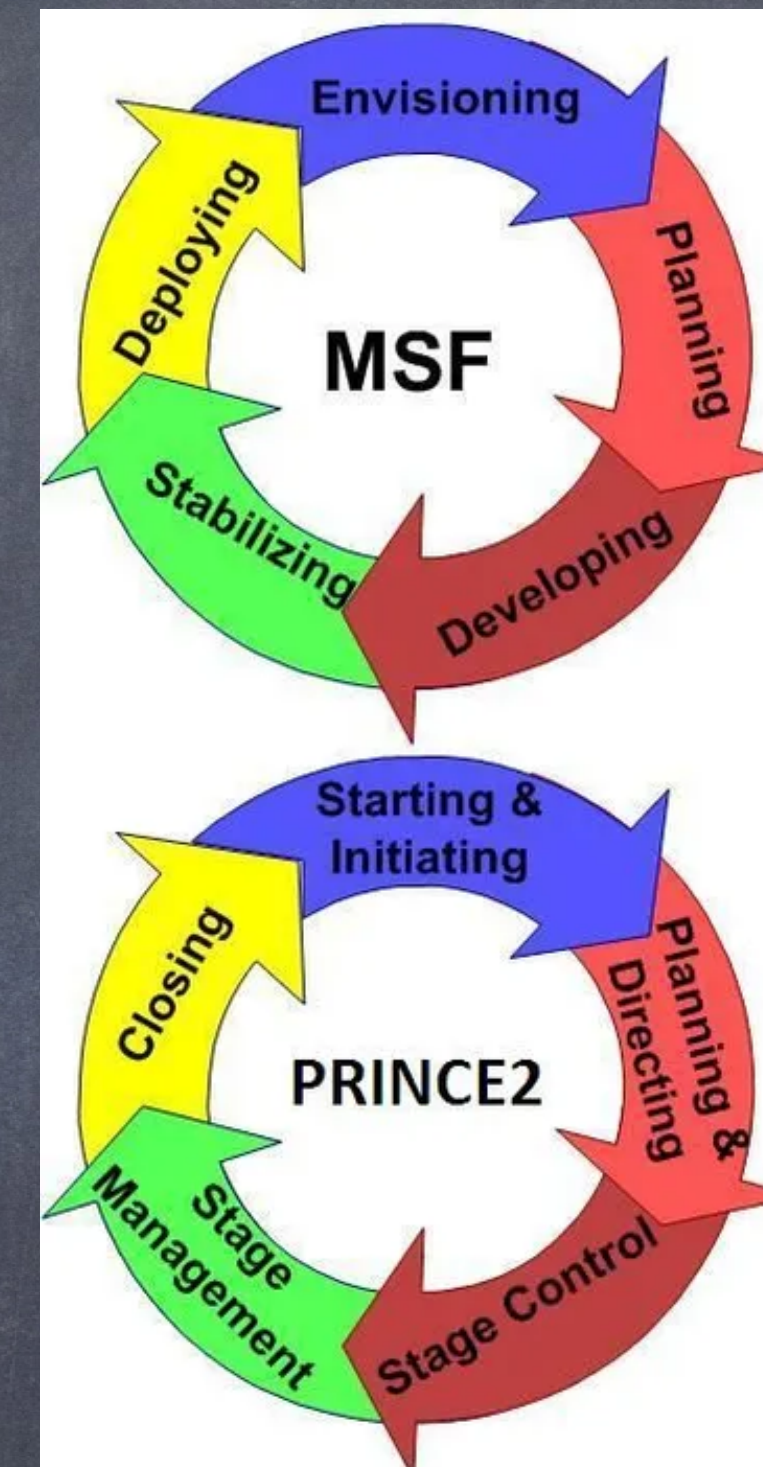 Envisioning
Planning
Developing
Stabilizing
Deploying
MSF
Starting &
Initiating
Planning &
Directing
Stage Control
Stage
Management
Closing
PRINCE2